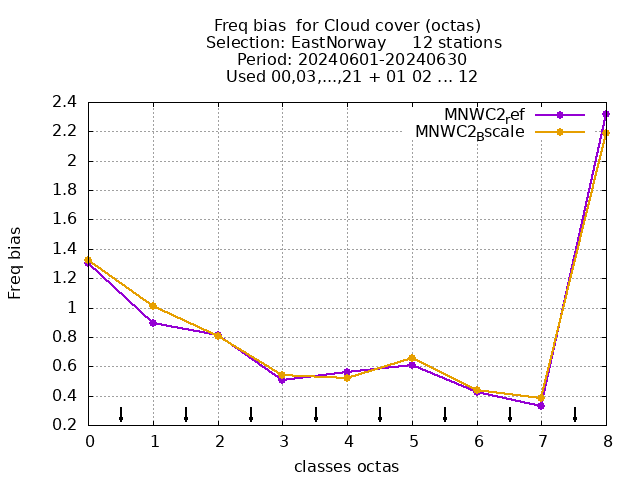 Freq bias  for Cloud cover (octas)
Selection: EastNorway     12 stations
Period: 20240601-20240630
Used 00,03,...,21 + 01 02 ... 12
MNWC2ref
MNWC2Bscale
2.4
2.2
2
1.8
1.6
1.4
1.2
1
0.8
0.6
0.4
0.2
Freq bias
0 1 2 3 4 5 6 7 8
classes octas